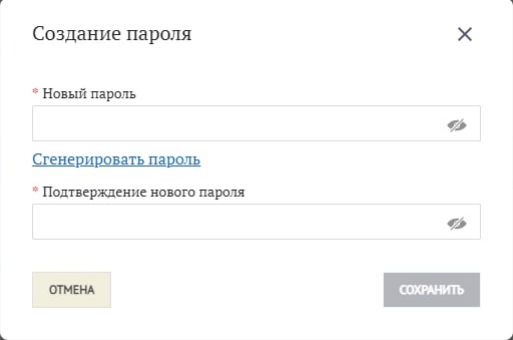 Создание пароля
* Новый пароль
Сгенерировать пароль
* Подтверждение нового пароля
ОТМЕНА СОХРАНИТЬ